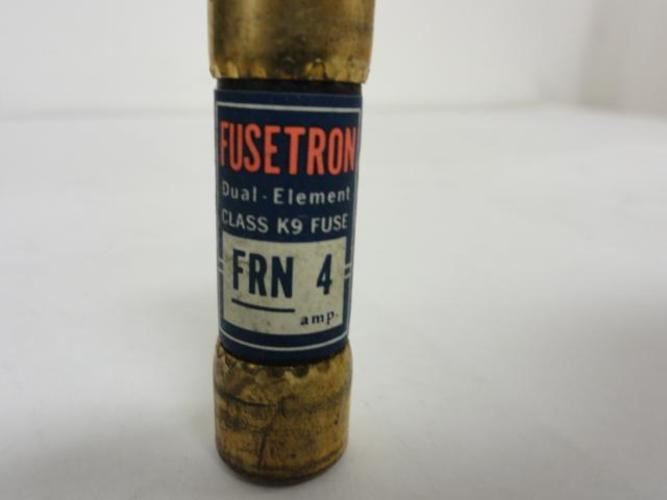 FUSETRON
Dual-Element
CLASS K9 FUSE
FRN 4
amp.